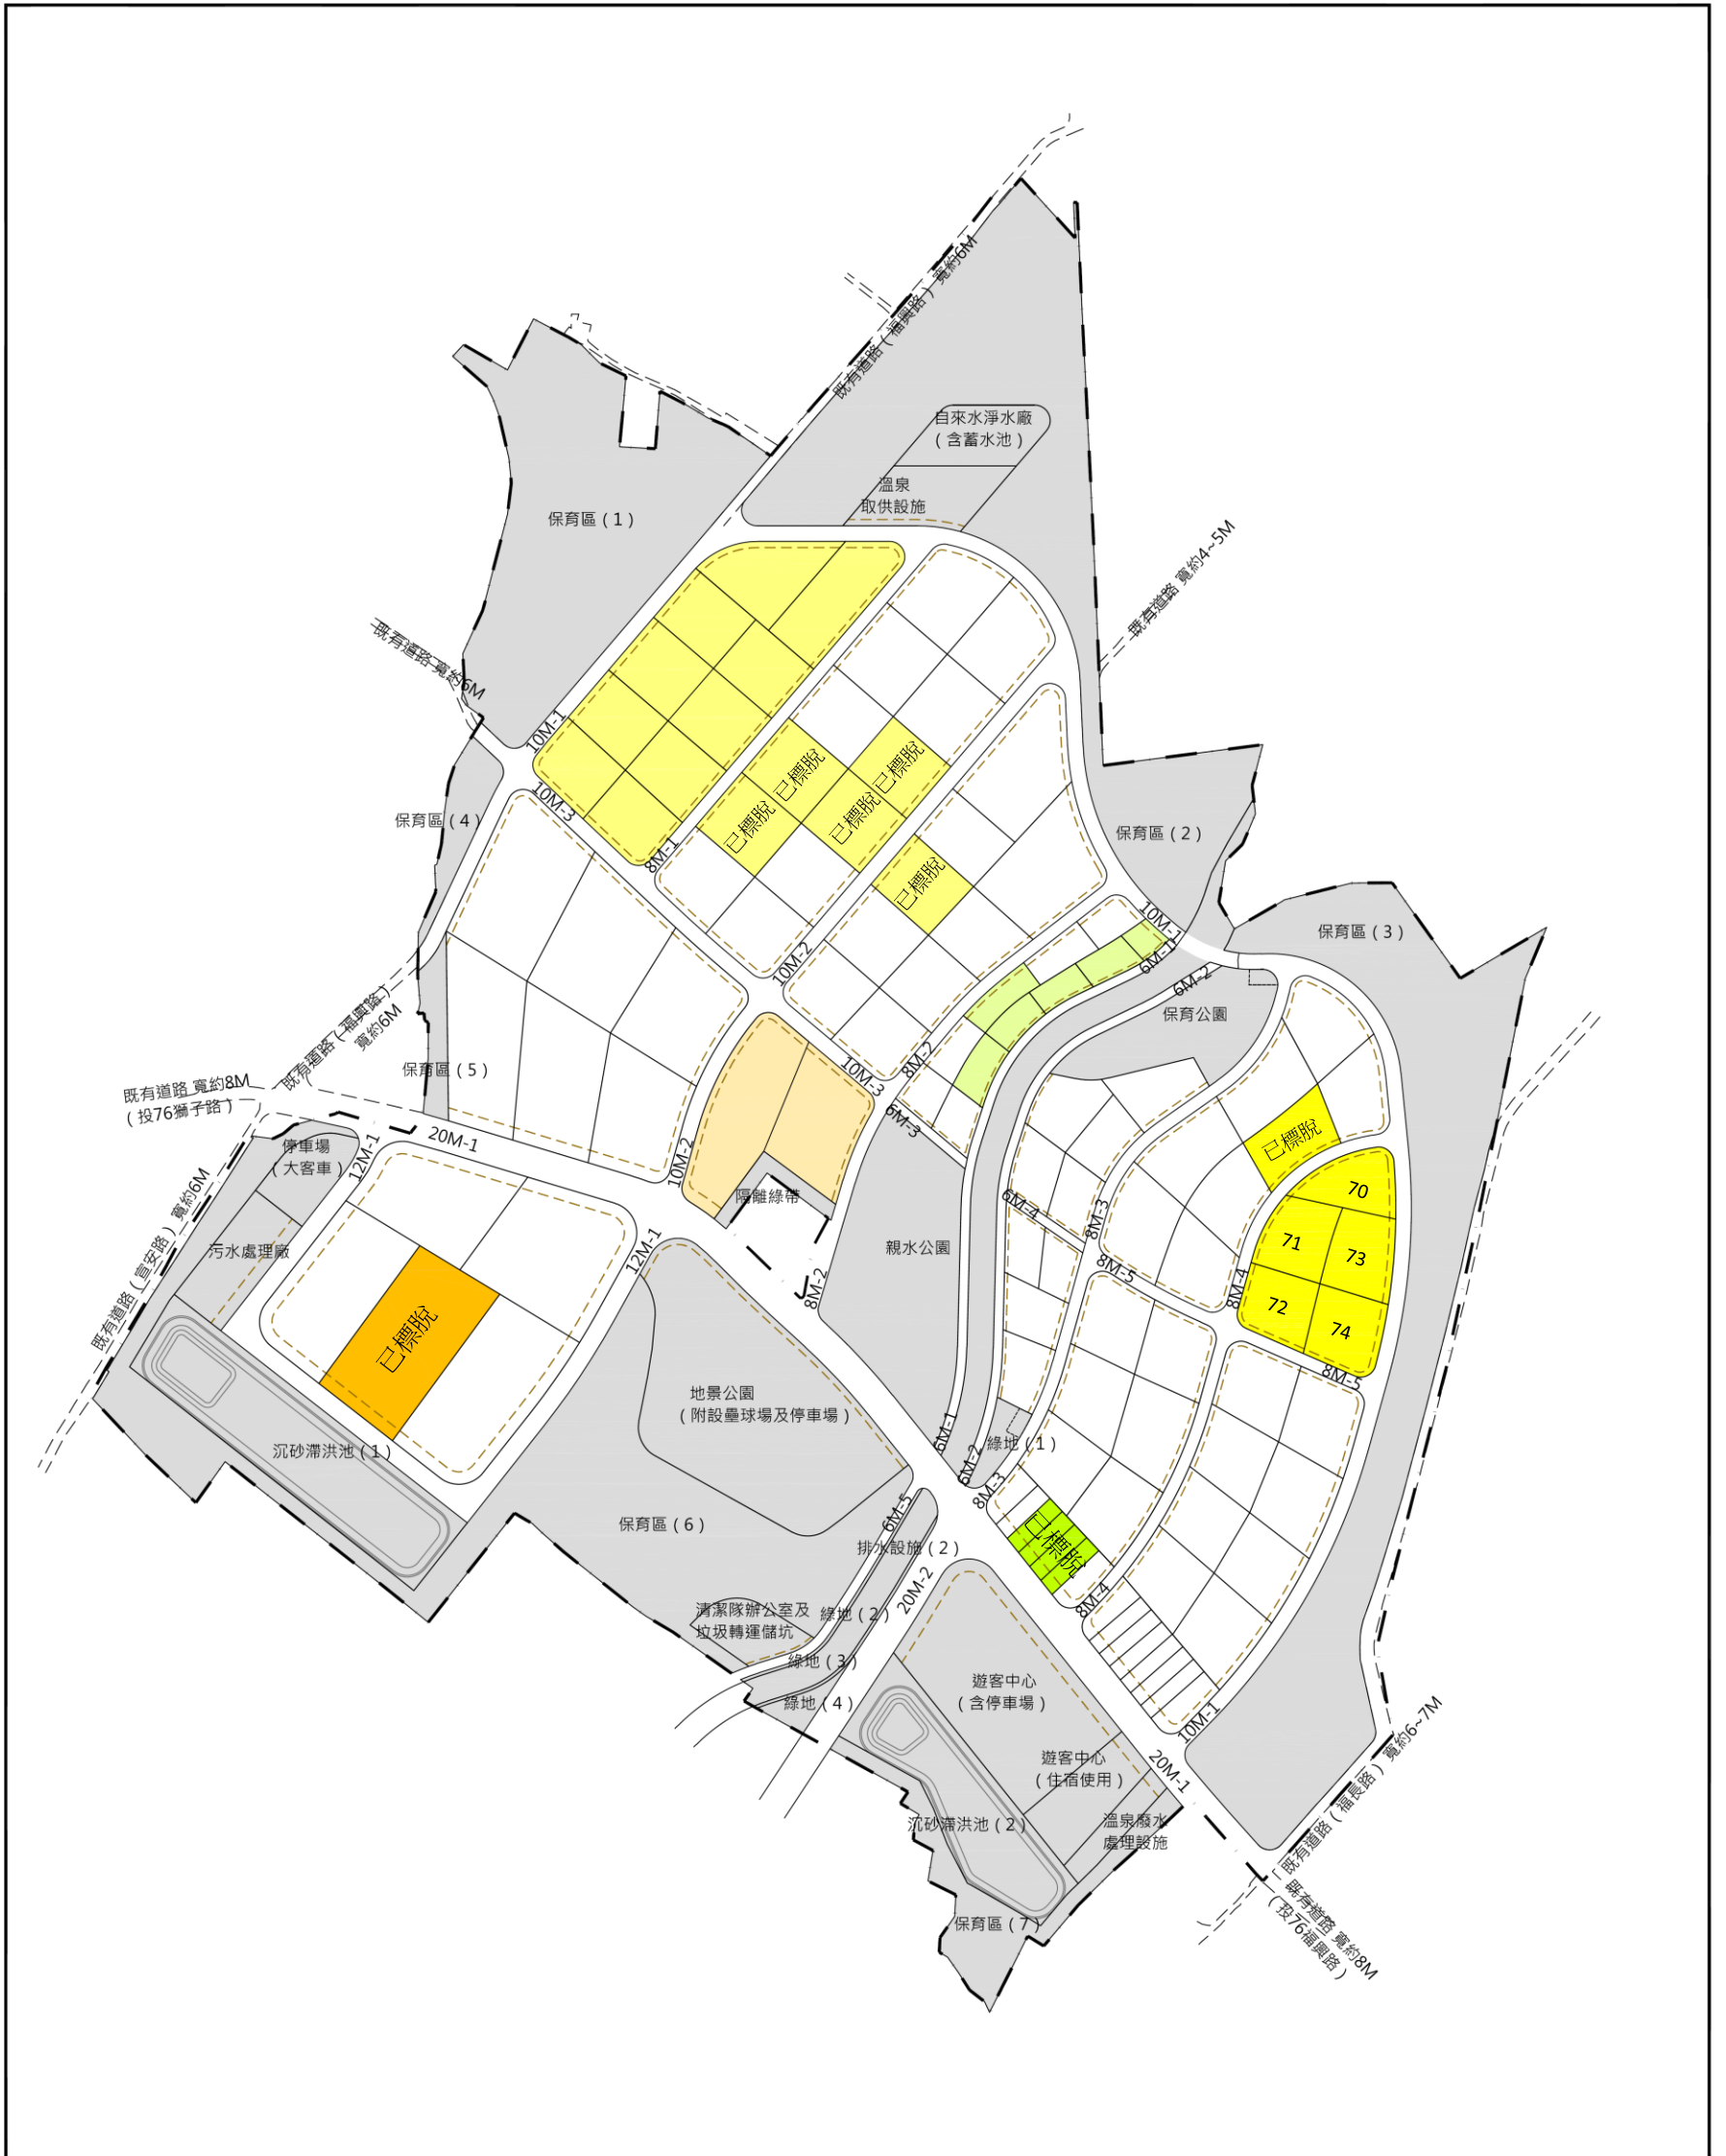 既有道路（福興路）寬約6M
自來水淨水廠
（含蓄水池）
溫泉
取供設施
保育區（1）
既有道路 寬約4~5M
既有道路 寬約6M
10M-1
10M-3
8M-1
已標脫
已標脫
已標脫
已標脫
已標脫
保育區（4）
保育區（2）
10M-1
保育區（3）
10M-2
6M-1
6M-2
保育公園
既有道路（福興路）
寬約6M
保育區（5）
既有道路 寬約8M
（投76獅子路）
8M-2
10M-3
6M-3
20M-1
12M-1
停車場
（大客車）
10M-2
隔離綠帶
已標脫
70
71
73
72
74
6M-4
8M-3
8M-5
8M-4
8M-5
既有道路（宣安路）寬約6M
污水處理廠
12M-1
親水公園
8M-2
已標脫
地景公園
（附設壘球場及停車場）
沉砂滯洪池（1）
6M-1
6M-2
綠地（1）
8M-3
保育區（6）
6M-5
排水設施（2）
已標脫
8M-4
20M-2
清潔隊辦公室及
垃圾轉運儲坑
綠地（2）
綠地（3）
綠地（4）
遊客中心
（含停車場）
10M-1
遊客中心
（住宿使用）
20M-1
既有道路（福長路）寬約6~7M
沉砂滯洪池（2）
溫泉廢水
處理設施
既有道路 寬約8M
（投76福興路）
保育區（7）